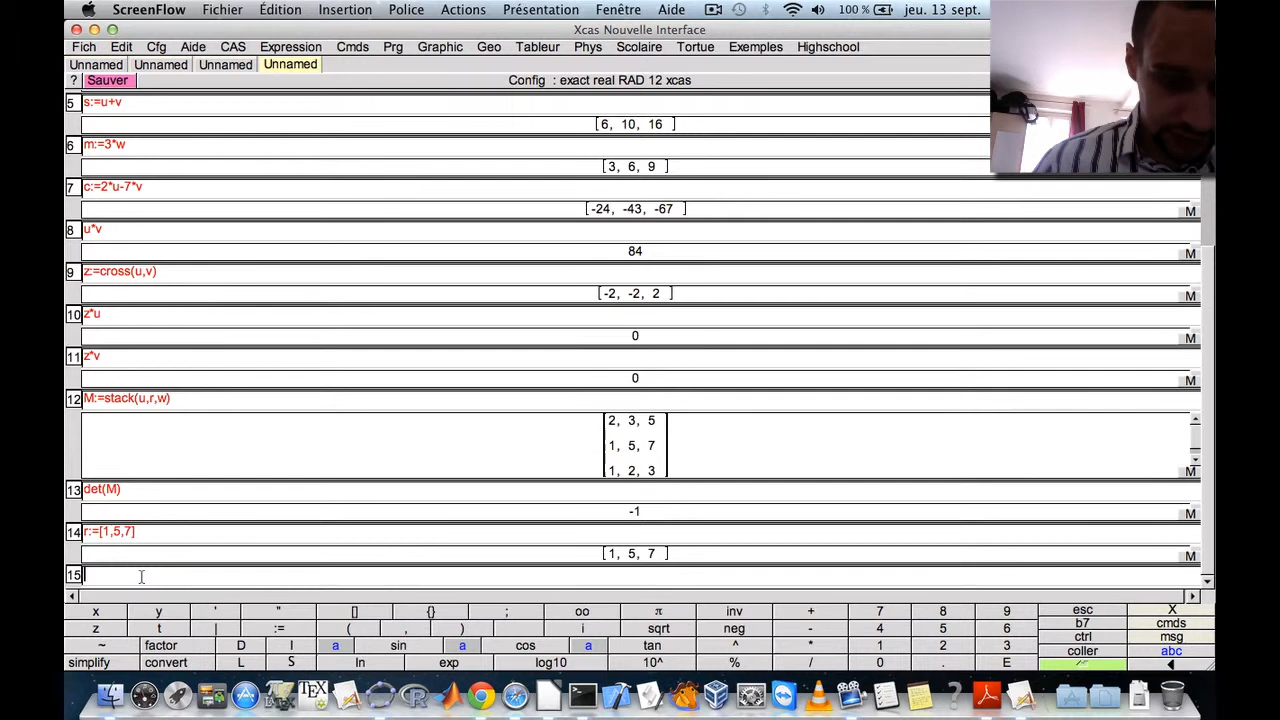 ScreenFlow Fichier Édition Insertion Police Actions Présentation Fenêtre Aide 100 % jeu. 13 sept.
Xcas Nouvelle Interface
Fich Edit Cfg Aide CAS Expression Cmds Prg Graphic Geo Tableur Phys Scolaire Tortue Exemples Highschool
Unnamed Unnamed Unnamed Unnamed
? Sauver Config : exact real RAD 12 xcas
5 s:=u+v
[6, 10, 16 ]
6 m:=3*w
[3, 6, 9 ]
7 c:=2*u-7*v
[-24, -43, -67 ] M
8 u*v
84 M
9 z:=cross(u,v)
[-2, -2, 2 ] M
10 z*u
0 M
11 z*v
0 M
12 M:=stack(u,r,w)
2, 3, 5
1, 5, 7
1, 2, 3 M
13 det(M)
-1 M
14 r:=[1,5,7]
[1, 5, 7 ] M
15
x y ' " [] {} ; oo π inv + 7 8 9 esc X
b7 cmds
z t | := ( , ) i sqrt neg - 4 5 6 ctrl msg
~ factor D I a sin a cos a tan ^ * 1 2 3 coller abc
simplify convert L S ln exp log10 10^ % / 0 . E
TEX R